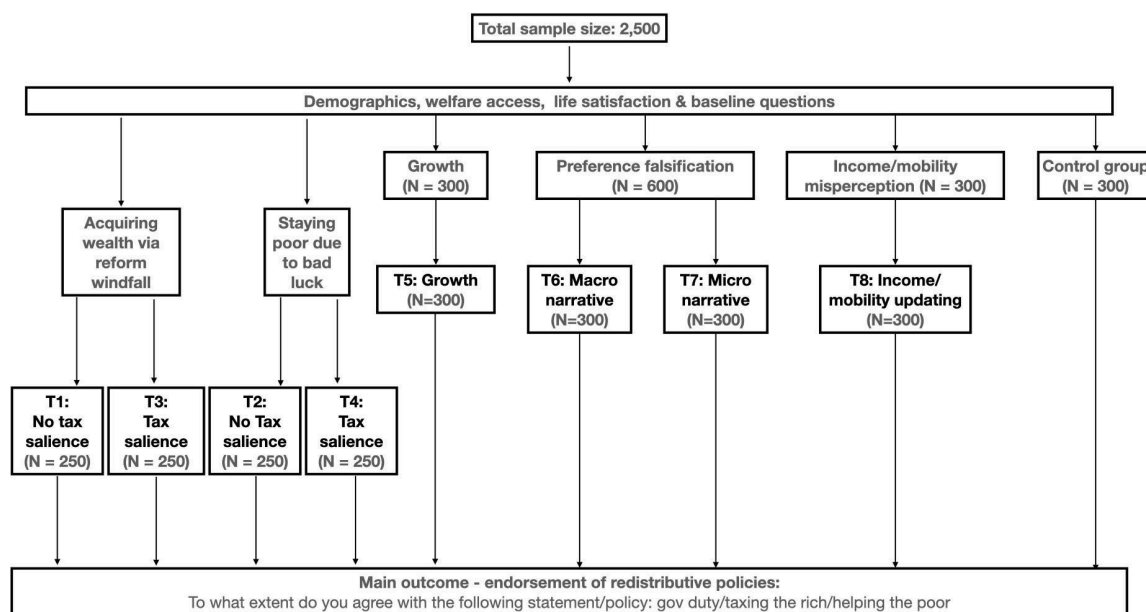 Total sample size: 2,500
Demographics, welfare access, life satisfaction & baseline questions
Growth
(N = 300)
Preference falsification
(N = 600)
Income/mobility
misperception (N = 300)
Control group
(N = 300)
Acquiring
wealth via
reform
windfall
Staying
poor due
to bad
luck
T5: Growth
(N=300)
T6: Macro
narrative
(N=300)
T7: Micro
narrative
(N=300)
T8: Income/
mobility updating
(N=300)
T1:
No tax
salience
(N = 250)
T3:
Tax
salience
(N = 250)
T2:
No Tax
salience
(N = 250)
T4:
Tax
salience
(N = 250)
Main outcome - endorsement of redistributive policies:
To what extent do you agree with the following statement/policy: gov duty/taxing the rich/helping the poor